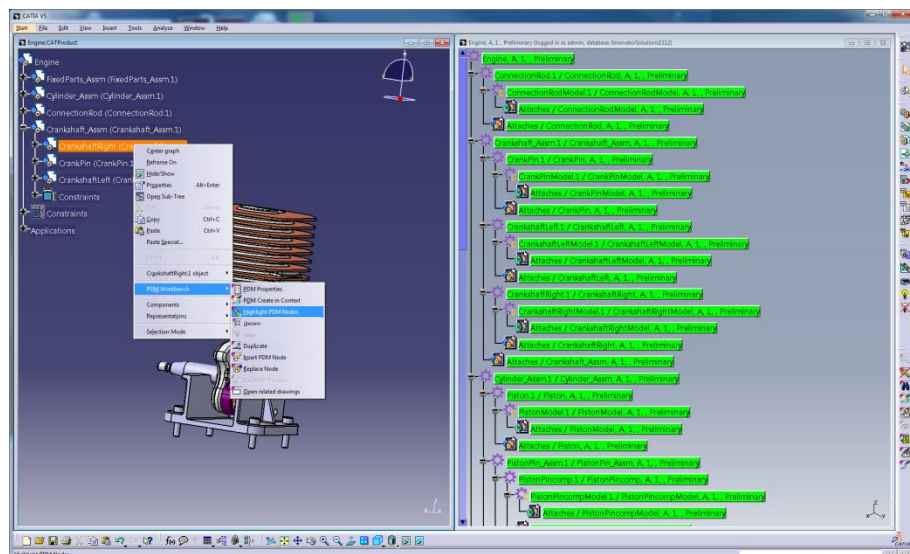 CATIA V5
Start File Edit View Insert Tools Analyze Window Help
Engine.CATProduct
Engine
FixedParts_Assm (FixedParts_Assm.1)
Cylinder_Assm (Cylinder_Assm.1)
ConnectionRod (ConnectionRod.1)
Crankshaft_Assm (Crankshaft_Assm.1)
CrankshaftRight
CrankPin (CrankPin.1
CrankshaftLeft (Cran
Constraints
Constraints
Applications
Center graph
Reframe On
Hide/Show
Properties Alt+Enter
Open Sub-Tree
Copy Ctrl+C
Paste Ctrl+V
Paste Special...
CrankshaftRight.1 object
PDM Workbench
Components
Representations
Selection Mode
PDM Properties
PDM Create in Context
Highlight PDM Nodes
Duplicate
Insert PDM Node
Replace Node
Open related drawings
Engine, A, 1, , Preliminary (logged in as admin, database: InnovatorSolutions1112)
Engine, A, 1, , Preliminary
ConnectionRod.1 / ConnectionRod, A, 1, , Preliminary
ConnectionRodModel.1 / ConnectionRodModel, A, 1, , Preliminary
Attaches / ConnectionRodModel, A, 1, , Preliminary
Attaches / ConnectionRod, A, 1, , Preliminary
Crankshaft_Assm.1 / Crankshaft_Assm, A, 1, , Preliminary
CrankPin.1 / CrankPin, A, 1, , Preliminary
CrankPinModel.1 / CrankPinModel, A, 1, , Preliminary
Attaches / CrankPinModel, A, 1, , Preliminary
Attaches / CrankPin, A, 1, , Preliminary
CrankshaftLeft.1 / CrankshaftLeft, A, 1, , Preliminary
CrankshaftLeftModel.1 / CrankshaftLeftModel, A, 1, , Preliminary
Attaches / CrankshaftLeftModel, A, 1, , Preliminary
Attaches / CrankshaftLeft, A, 1, , Preliminary
CrankshaftRight.1 / CrankshaftRight, A, 1, , Preliminary
CrankshaftRightModel.1 / CrankshaftRightModel, A, 1, , Preliminary
Attaches / CrankshaftRightModel, A, 1, , Preliminary
Attaches / CrankshaftRight, A, 1, , Preliminary
Attaches / Crankshaft_Assm, A, 1, , Preliminary
Cylinder_Assm.1 / Cylinder_Assm, A, 1, , Preliminary
Piston.1 / Piston, A, 1, , Preliminary
PistonModel.1 / PistonModel, A, 1, , Preliminary
Attaches / PistonModel, A, 1, , Preliminary
Attaches / Piston, A, 1, , Preliminary
PistonPin_Assm.1 / PistonPin_Assm, A, 1, , Preliminary
PistonPincomp.1 / PistonPincomp, A, 1, , Preliminary
PistonPincompModel.1 / PistonPincompModel, A, 1, , Preliminary
Attaches / PistonPincompModel, A, 1, , Preliminary